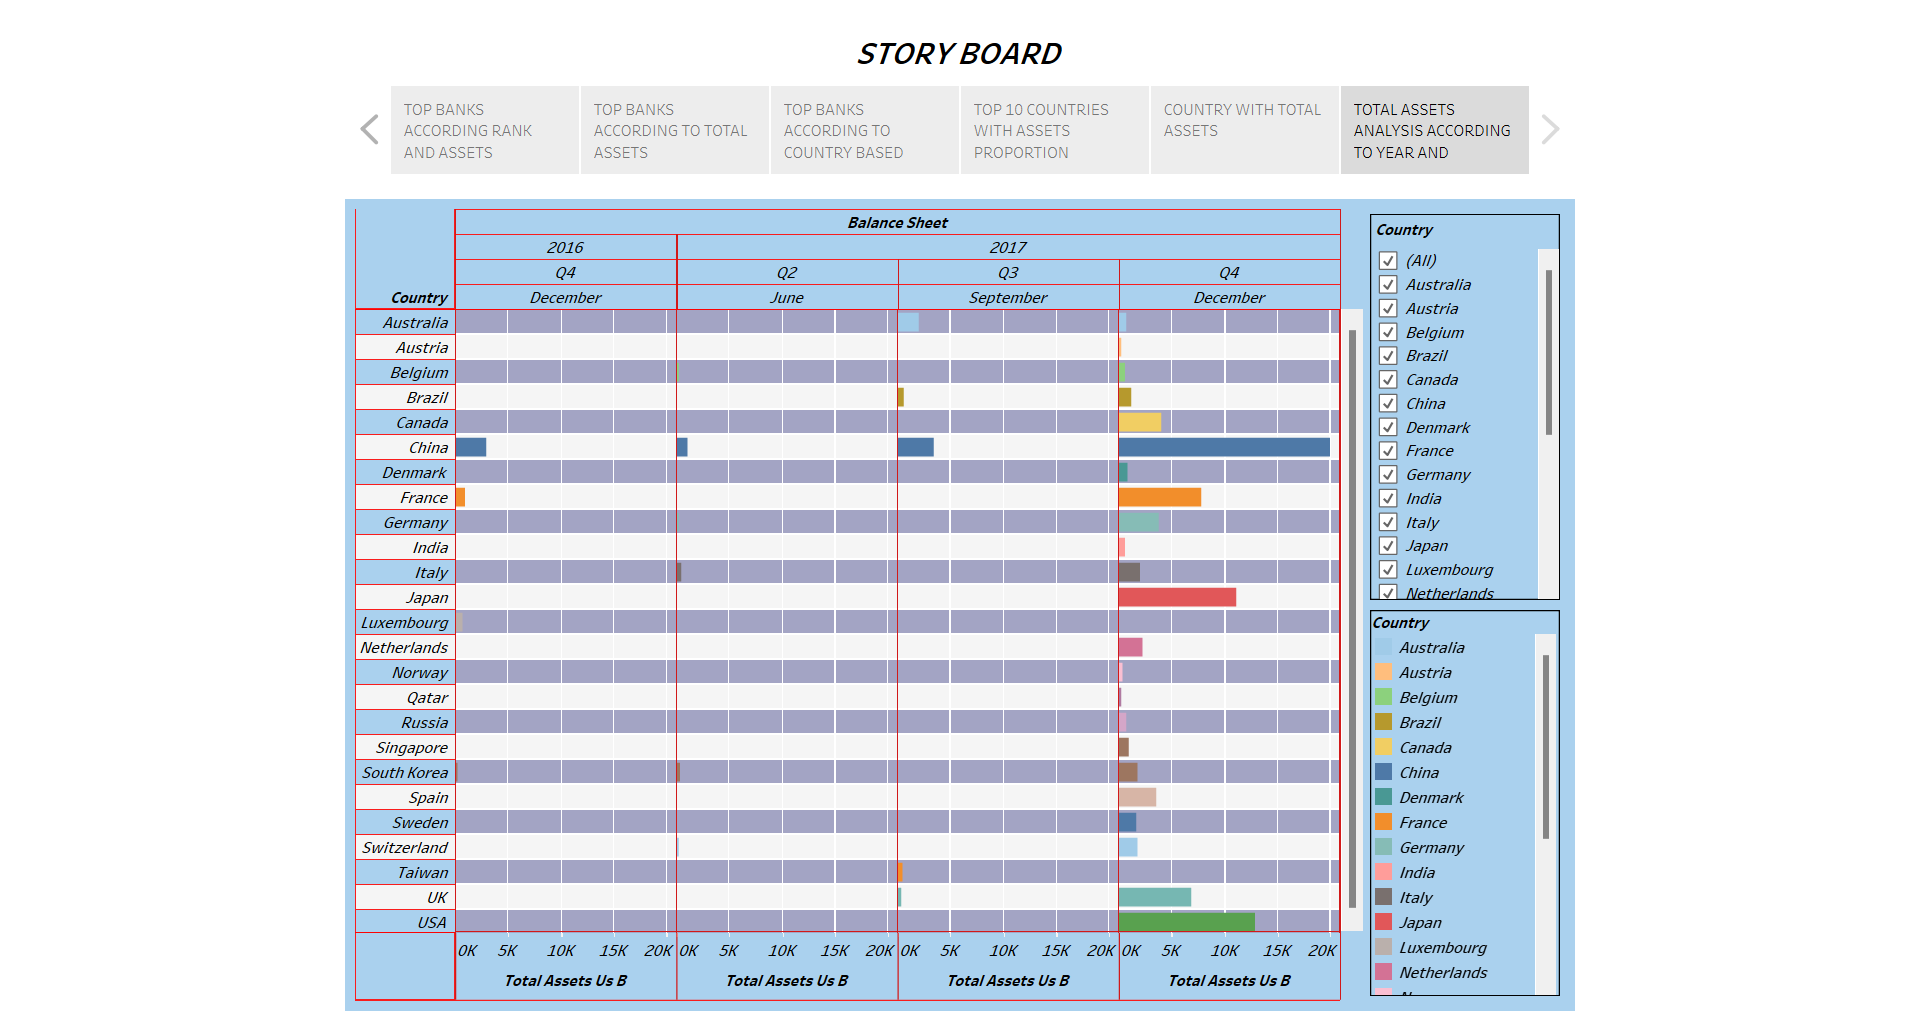 STORY BOARD
TOP BANKS
ACCORDING RANK
AND ASSETS
TOP BANKS
ACCORDING TO TOTAL
ASSETS
TOP BANKS
ACCORDING TO
COUNTRY BASED
TOP 10 COUNTRIES
WITH ASSETS
PROPORTION
COUNTRY WITH TOTAL
ASSETS
TOTAL ASSETS
ANALYSIS ACCORDING
TO YEAR AND
Balance Sheet
2016 2017
Q4 Q2 Q3 Q4
Country December June September December
Australia
Austria
Belgium
Brazil
Canada
China
Denmark
France
Germany
India
Italy
Japan
Luxembourg
Netherlands
Norway
Qatar
Russia
Singapore
South Korea
Spain
Sweden
Switzerland
Taiwan
UK
USA
0K 5K 10K 15K 20K 0K 5K 10K 15K 20K 0K 5K 10K 15K 20K 0K 5K 10K 15K 20K
Total Assets Us B Total Assets Us B Total Assets Us B Total Assets Us B
Country
(All)
Australia
Austria
Belgium
Brazil
Canada
China
Denmark
France
Germany
India
Italy
Japan
Luxembourg
Netherlands
Country
Australia
Austria
Belgium
Brazil
Canada
China
Denmark
France
Germany
India
Italy
Japan
Luxembourg
Netherlands